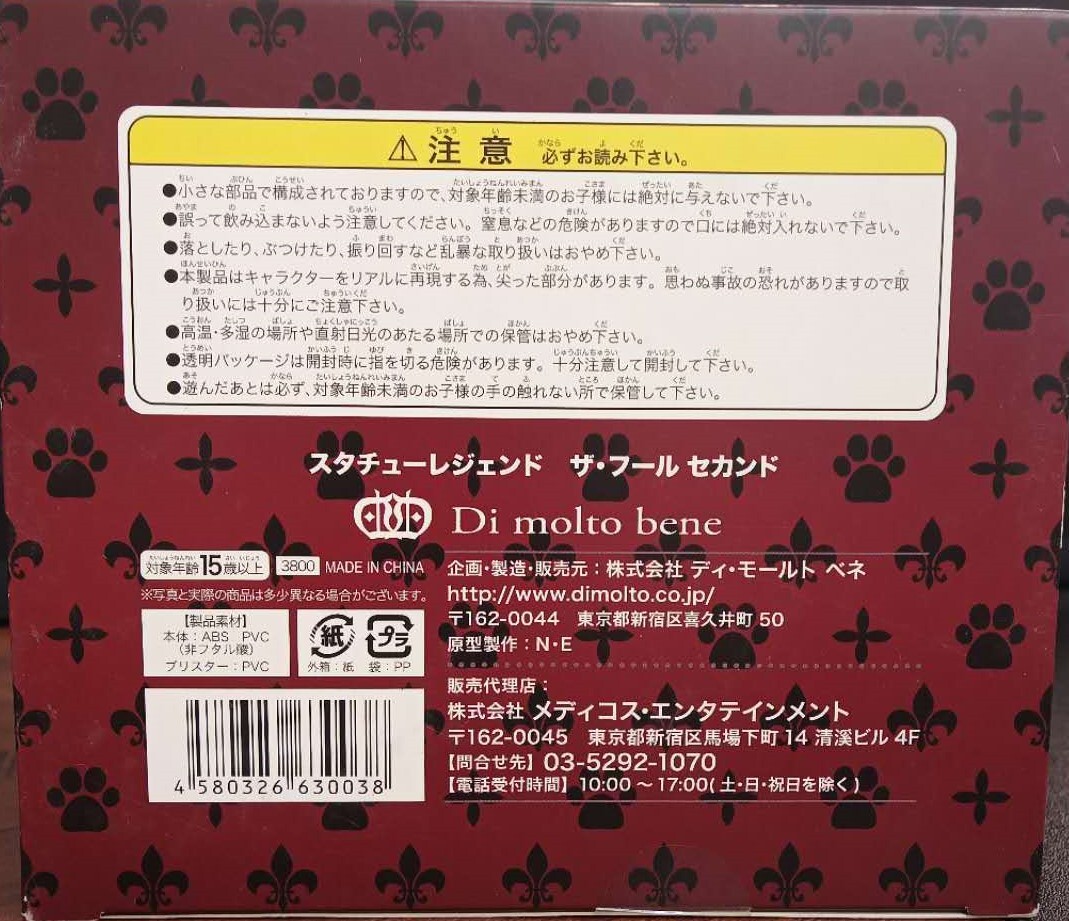 ⚠ 注意 必ずお読み下さい。
●小さな部品で構成されておりますので、対象年齢未満のお子様には絶対に与えないで下さい。
●誤って飲み込まないよう注意してください。窒息などの危険がありますので口には絶対入れないで下さい。
●落としたり、ぶつけたり、振り回すなど乱暴な取り扱いはおやめ下さい。
●本製品はキャラクターをリアルに再現する為、尖った部分があります。思わぬ事故の恐れがありますので取
り扱いには十分にご注意下さい。
●高温・多湿の場所や直射日光のあたる場所での保管はおやめ下さい。
●透明パッケージは開封時に指を切る危険があります。十分注意して開封して下さい。
●遊んだあとは必ず、対象年齢未満のお子様の手の触れない所で保管して下さい。
スタチューレジェンド ザ・フール セカンド
Di molto bene
対象年齢15歳以上 3800 MADE IN CHINA
※写真と実際の商品は多少異なる場合がございます。
【製品素材】
本体：ABS PVC
（非フタル酸）
ブリスター：PVC
紙 プラ
外箱：紙 袋：PP
4 580326 630038
企画・製造・販売元：株式会社 ディ・モールト ベネ
http://www.dimolto.co.jp/
〒162-0044 東京都新宿区喜久井町 50
原型製作：N・E
販売代理店：
株式会社 メディコス・エンタテインメント
〒162-0045 東京都新宿区馬場下町 14 清溪ビル 4F
【問合せ先】03-5292-1070
【電話受付時間】10:00～17:00(土・日・祝日を除く)